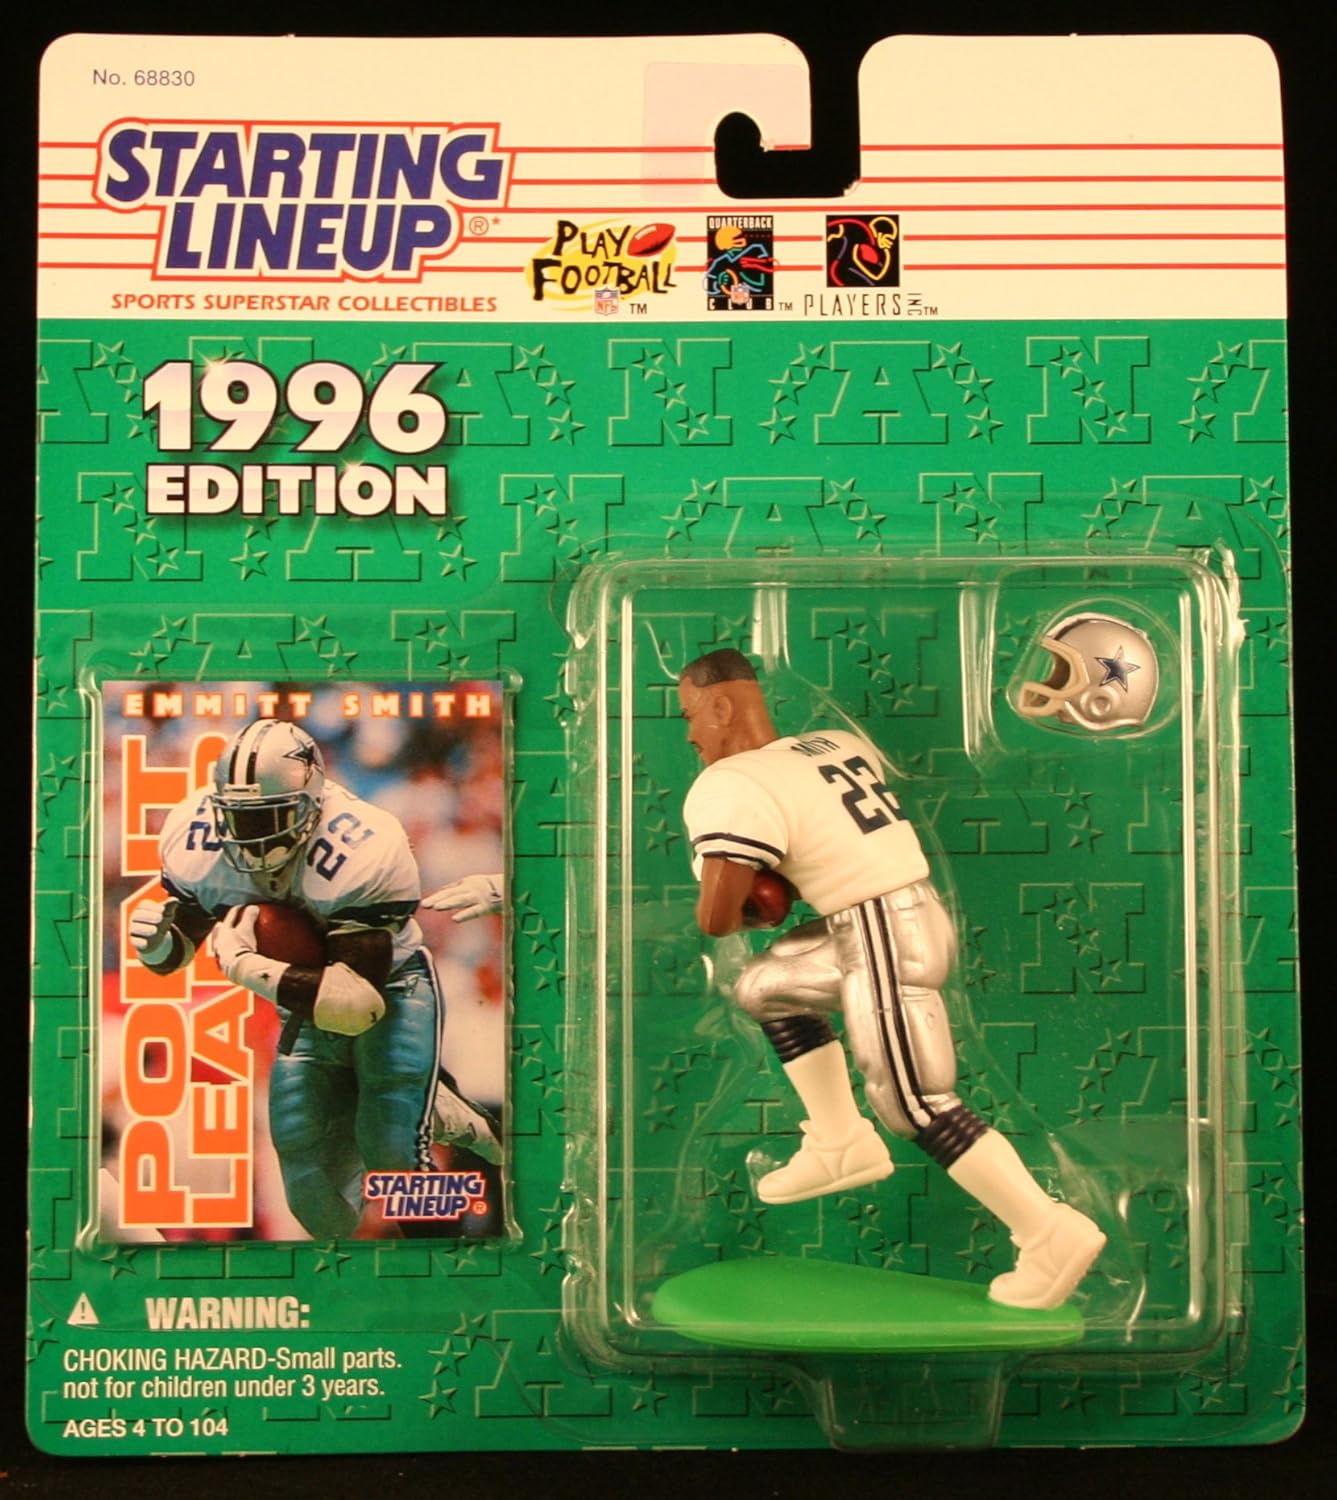 No. 68830
STARTING
LINEUP®*
SPORTS SUPERSTAR COLLECTIBLES
PLAY
FOOTBALL
NFL
TM
QUARTERBACK
CLUB
TM
PLAYERS INC
TM
1996
EDITION
EMMITT SMITH
POINT
LEADER
22
22
STARTING
LINEUP®
22
WARNING:
CHOKING HAZARD-Small parts.
not for children under 3 years.
AGES 4 TO 104